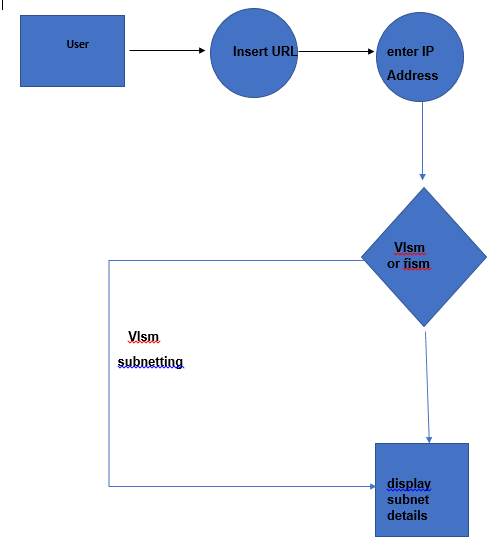 User
Insert URL
enter IP
Address
Vlsm
or flsm
Vlsm
subnetting
display
subnet
details